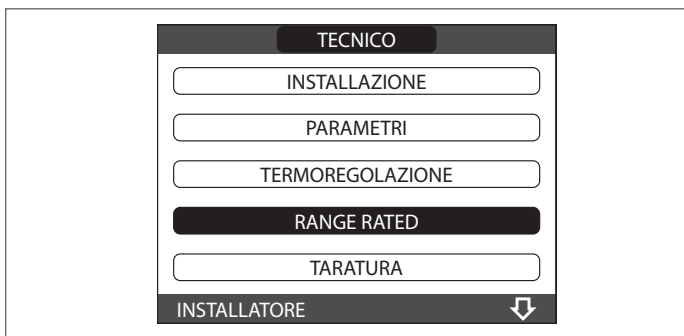 TECNICO
INSTALLAZIONE
PARAMETRI
TERMOREGOLAZIONE
RANGE RATED
TARATURA
INSTALLATORE